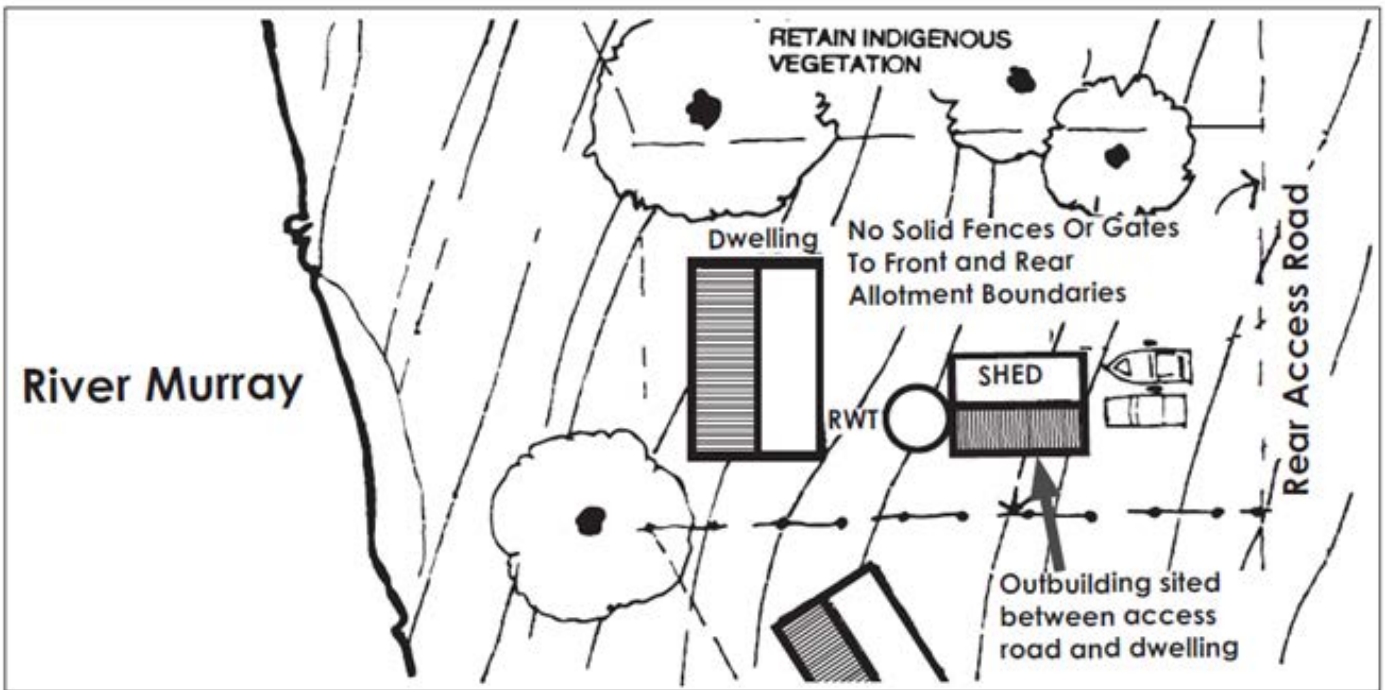 RETAIN INDIGENOUS
VEGETATION
Dwelling
No Solid Fences Or Gates
To Front and Rear
Allotment Boundaries
Rear Access Road
River Murray
SHED
RWT
Outbuilding sited
between access
road and dwelling